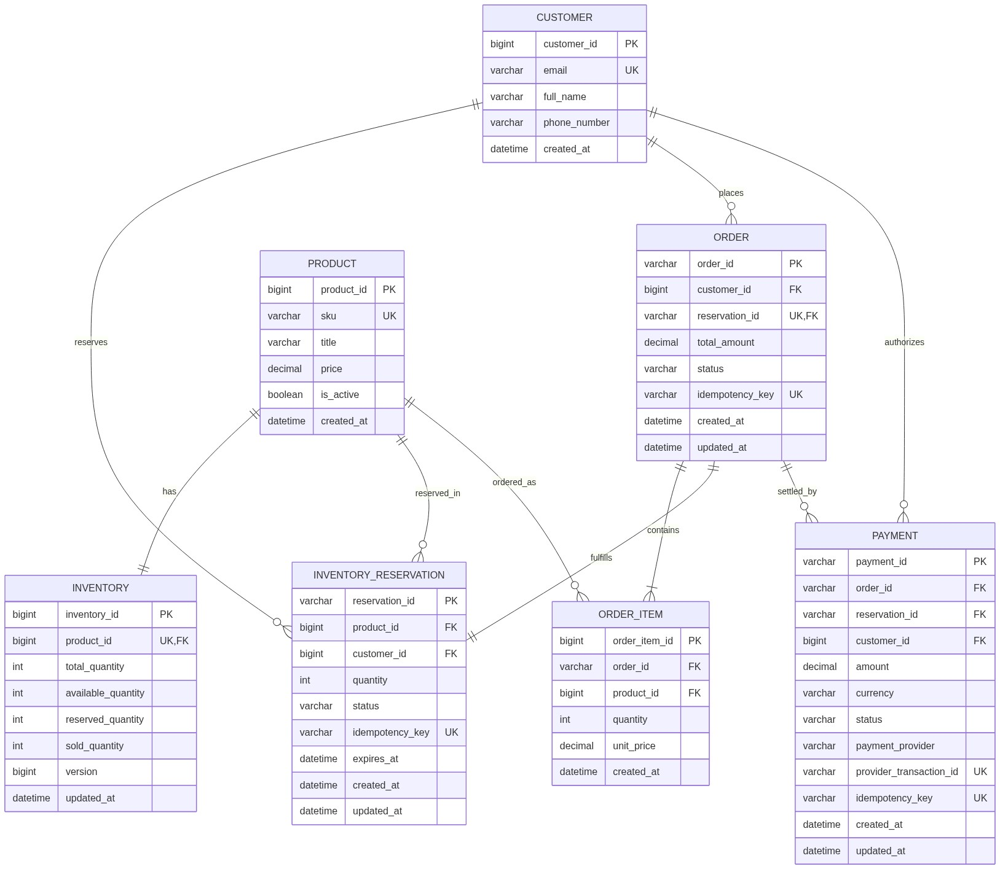 CUSTOMER
bigint customer_id PK
varchar email UK
varchar full_name
varchar phone_number
datetime created_at
places
ORDER
varchar order_id PK
bigint customer_id FK
varchar reservation_id UK,FK
decimal total_amount
varchar status
varchar idempotency_key UK
datetime created_at
datetime updated_at
PRODUCT
bigint product_id PK
varchar sku UK
varchar title
decimal price
boolean is_active
datetime created_at
reserves
authorizes
has
reserved_in
ordered_as
settled_by
contains
fulfills
INVENTORY
bigint inventory_id PK
bigint product_id UK,FK
int total_quantity
int available_quantity
int reserved_quantity
int sold_quantity
bigint version
datetime updated_at
INVENTORY_RESERVATION
varchar reservation_id PK
bigint product_id FK
bigint customer_id FK
int quantity
varchar status
varchar idempotency_key UK
datetime expires_at
datetime created_at
datetime updated_at
ORDER_ITEM
bigint order_item_id PK
varchar order_id FK
bigint product_id FK
int quantity
decimal unit_price
datetime created_at
PAYMENT
varchar payment_id PK
varchar order_id FK
varchar reservation_id FK
bigint customer_id FK
decimal amount
varchar currency
varchar status
varchar payment_provider
varchar provider_transaction_id UK
varchar idempotency_key UK
datetime created_at
datetime updated_at